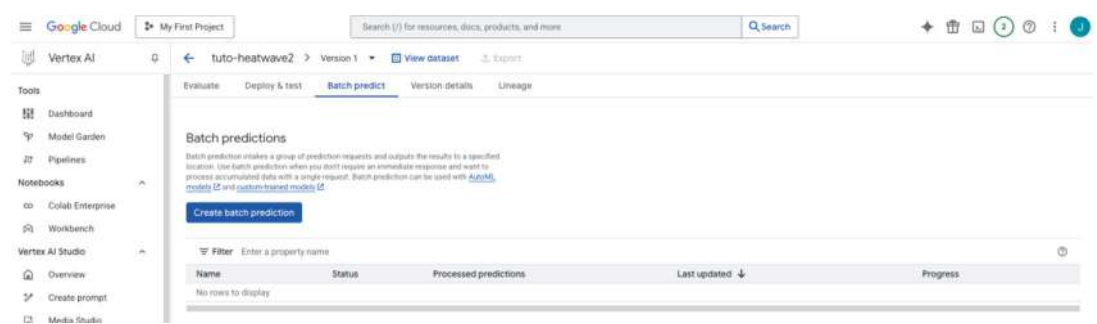 Google Cloud My First Project Search (/) for resources, docs, products, and more Search 2 J
Vertex AI tuto-heatwave2 > Version 1 View dataset Export
Evaluate Deploy & test Batch predict Version details Lineage
Tools
Dashboard
Model Garden
Pipelines
Notebooks
Colab Enterprise
Workbench
Vertex AI Studio
Overview
Create prompt
Media Studio
Batch predictions
Batch prediction intakes a group of prediction requests and outputs the results to a specified
location. Use batch prediction when you don't require an immediate response and want to
process accumulated data with a single request. Batch prediction can be used with AutoML
models and custom-trained models
Create batch prediction
Filter Enter a property name
Name Status Processed predictions Last updated Progress
No rows to display